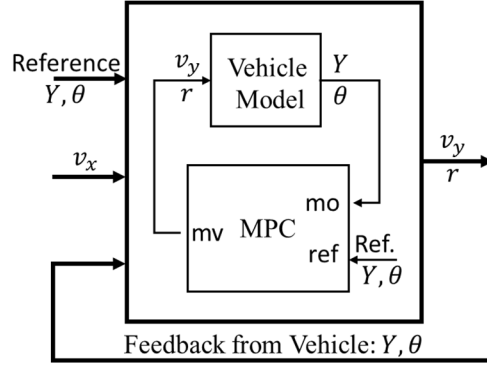 Reference
Y, θ
v_x
v_y
r
Vehicle
Model
Y
θ
mv
MPC
mo
ref
Ref.
Y, θ
v_y
r
Feedback from Vehicle: Y, θ